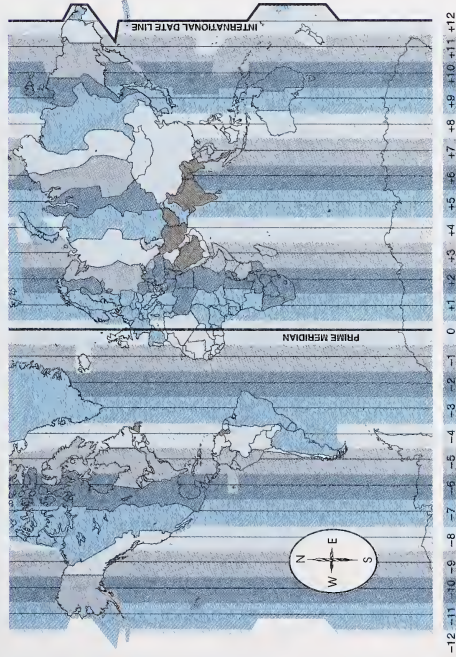 INTERNATIONAL DATE LINE
PRIME MERIDIAN
N
W E
S
−12 −11 −10 −9 −8 −7 −6 −5 −4 −3 −2 −1 0 +1 +2 +3 +4 +5 +6 +7 +8 +9 +10 +11 +12